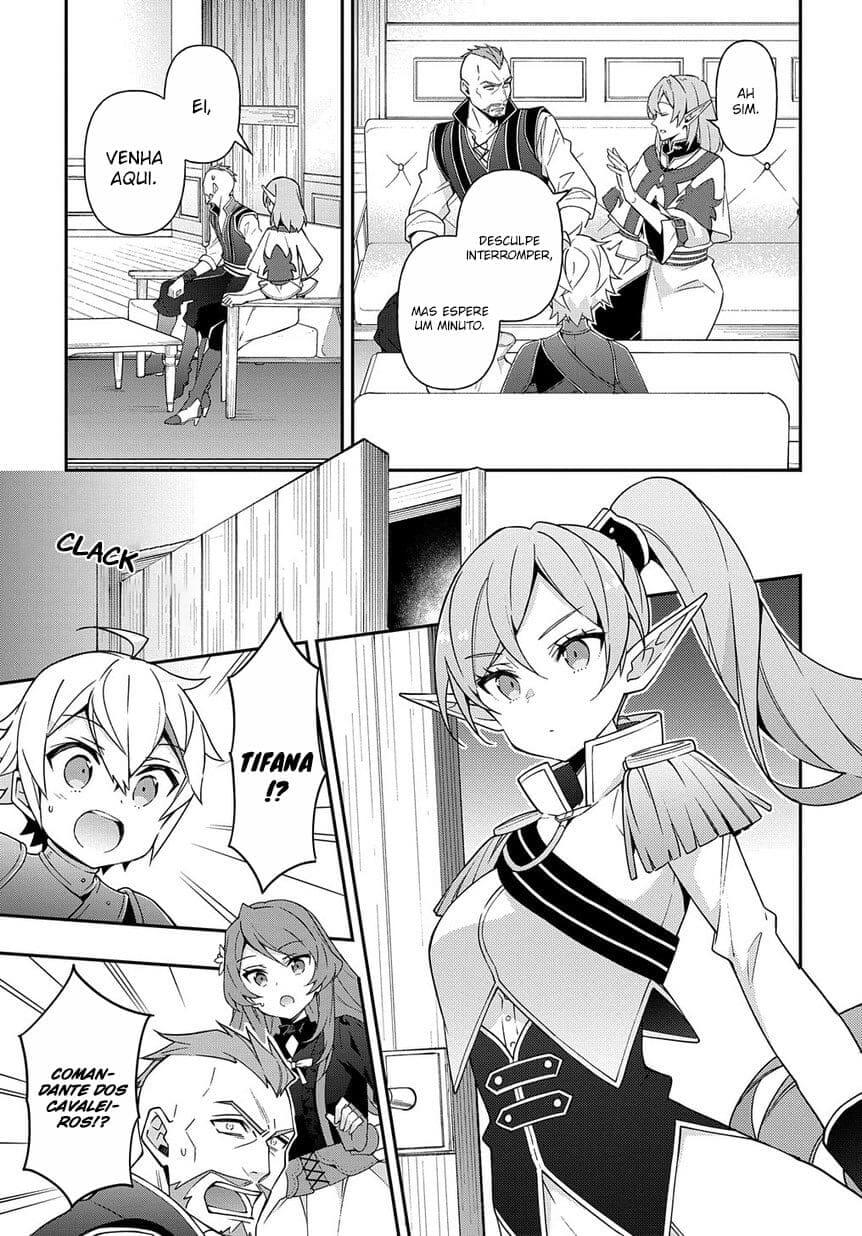 AH
SIM.
DESCULPE
INTERROMPER,
MAS ESPERE
UM MINUTO.
EI,
VENHA
AQUI.
CLACK
TIFANA
!?
COMAN-
DANTE DOS
CAVALEI-
ROS!?